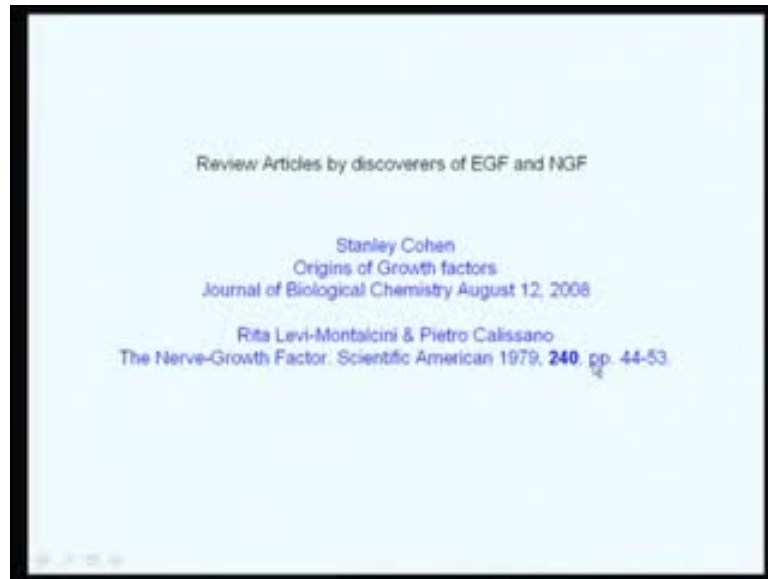 Review Articles by discoverers of EGF and NGF
Stanley Cohen
Origins of Growth factors
Journal of Biological Chemistry August 12, 2008
Rita Levi-Montalcini & Pietro Calissano
The Nerve-Growth Factor. Scientific American 1979, 240, pp. 44-53.